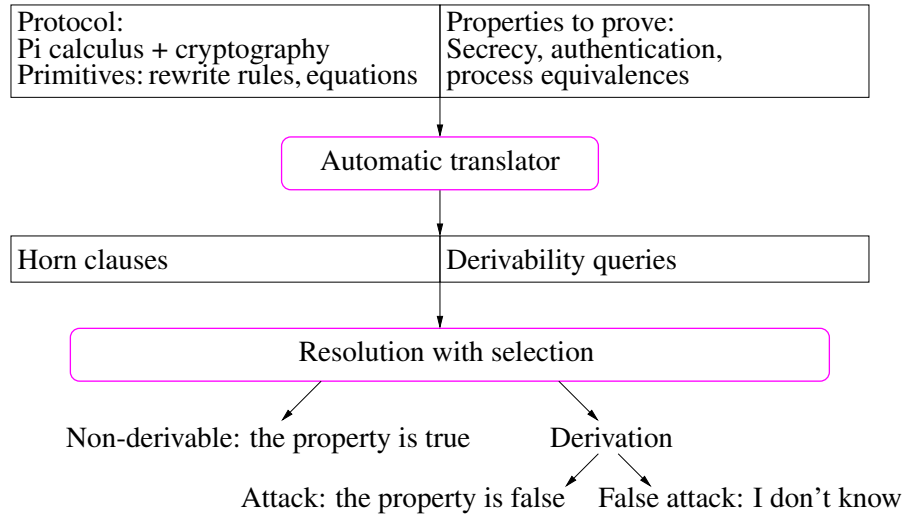 Protocol:
Pi calculus + cryptography
Primitives: rewrite rules, equations
Properties to prove:
Secrecy, authentication,
process equivalences
Automatic translator
Horn clauses
Derivability queries
Resolution with selection
Non-derivable: the property is true
Derivation
Attack: the property is false
False attack: I don't know